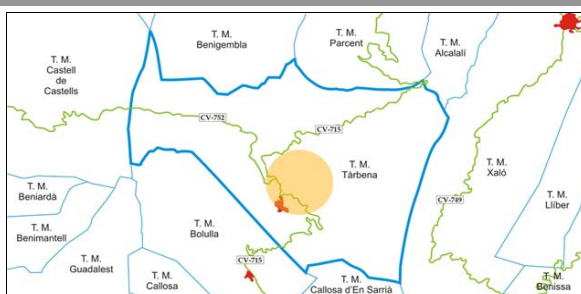 T. M.
Castell
de
Castells
T. M.
Benigembla
T. M.
Parcent
T. M.
Alcalalí
CV-752
CV-715
T. M.
Tàrbena
T. M.
Xaló
T. M.
Beniardà
T. M.
Benimantell
T. M.
Guadalest
T. M.
Bolulla
CV-749
T. M.
Llíber
CV-715
T. M.
Callosa
T. M.
Callosa d'En Sarrià
T. M.
Benissa